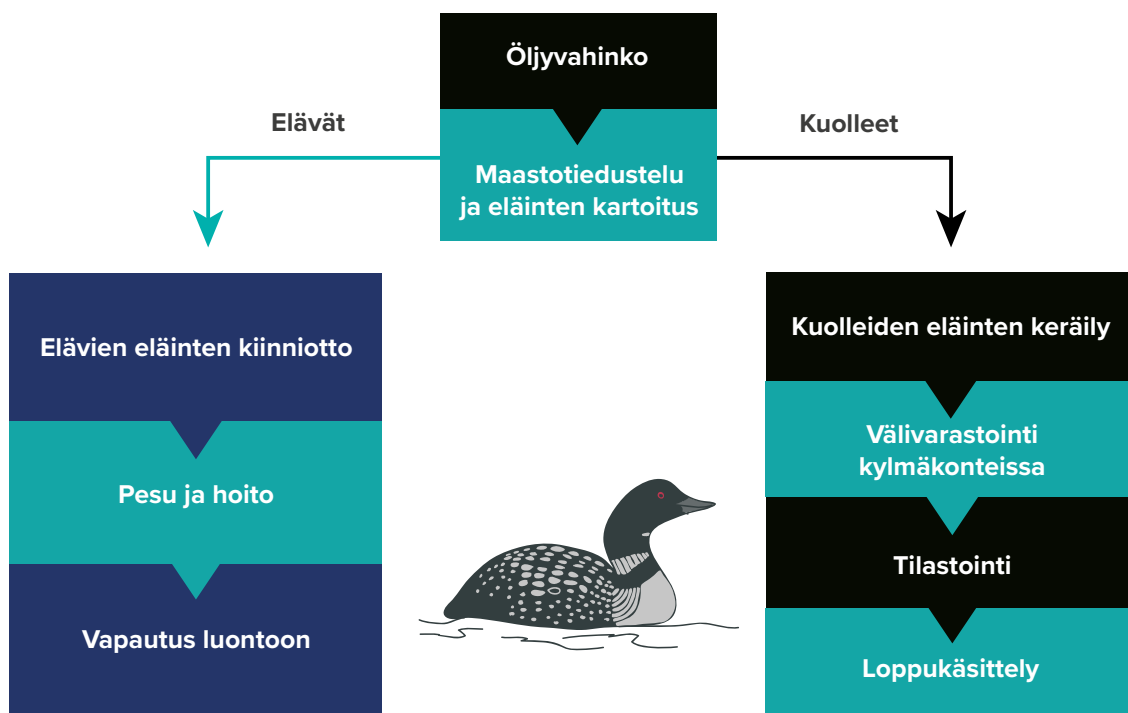 Öljyvahinko
Elävät
Kuolleet
Maastotiedustelu
ja eläinten kartoitus
Elävien eläinten kiinniotto
Pesu ja hoito
Vapautus luontoon
Kuolleiden eläinten keräily
Välivarastointi
kylmäkonteissa
Tilastointi
Loppukäsittely